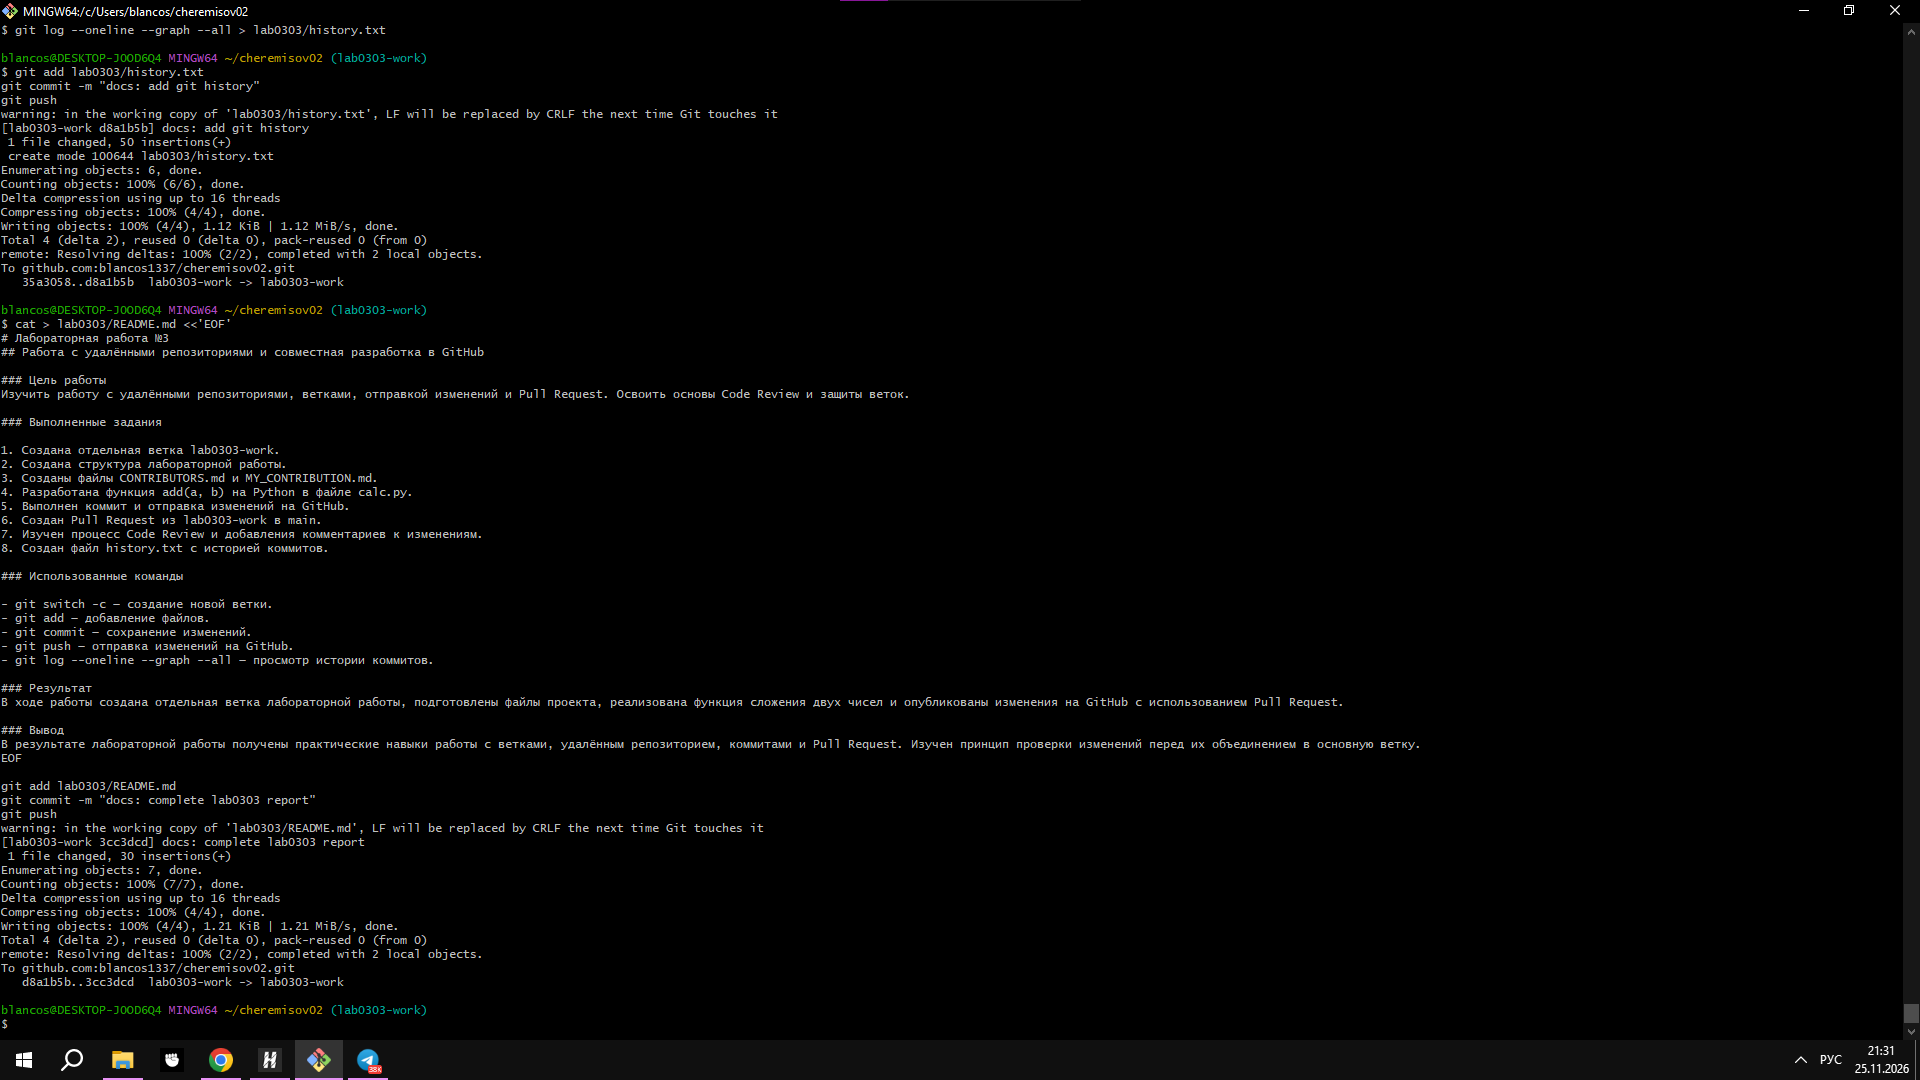 MINGW64:/c/Users/blancos/cheremisov02
$ git log --oneline --graph --all > lab0303/history.txt
blancos@DESKTOP-JOOD6Q4 MINGW64 ~/cheremisov02 (lab0303-work)
$ git add lab0303/history.txt
git commit -m "docs: add git history"
git push
warning: in the working copy of 'lab0303/history.txt', LF will be replaced by CRLF the next time Git touches it
[lab0303-work d8a1b5b] docs: add git history
 1 file changed, 50 insertions(+)
 create mode 100644 lab0303/history.txt
Enumerating objects: 6, done.
Counting objects: 100% (6/6), done.
Delta compression using up to 16 threads
Compressing objects: 100% (4/4), done.
Writing objects: 100% (4/4), 1.12 KiB | 1.12 MiB/s, done.
Total 4 (delta 2), reused 0 (delta 0), pack-reused 0 (from 0)
remote: Resolving deltas: 100% (2/2), completed with 2 local objects.
To github.com:blancos1337/cheremisov02.git
   35a3058..d8a1b5b  lab0303-work -> lab0303-work
blancos@DESKTOP-JOOD6Q4 MINGW64 ~/cheremisov02 (lab0303-work)
$ cat > lab0303/README.md <<'EOF'
# Лабораторная работа №3
## Работа с удалёнными репозиториями и совместная разработка в GitHub
### Цель работы
Изучить работу с удалёнными репозиториями, ветками, отправкой изменений и Pull Request. Освоить основы Code Review и защиты веток.
### Выполненные задания
1. Создана отдельная ветка lab0303-work.
2. Создана структура лабораторной работы.
3. Созданы файлы CONTRIBUTORS.md и MY_CONTRIBUTION.md.
4. Разработана функция add(a, b) на Python в файле calc.py.
5. Выполнен коммит и отправка изменений на GitHub.
6. Создан Pull Request из lab0303-work в main.
7. Изучен процесс Code Review и добавления комментариев к изменениям.
8. Создан файл history.txt с историей коммитов.
### Использованные команды
- git switch -c — создание новой ветки.
- git add — добавление файлов.
- git commit — сохранение изменений.
- git push — отправка изменений на GitHub.
- git log --oneline --graph --all — просмотр истории коммитов.
### Результат
В ходе работы создана отдельная ветка лабораторной работы, подготовлены файлы проекта, реализована функция сложения двух чисел и опубликованы изменения на GitHub с использованием Pull Request.
### Вывод
В результате лабораторной работы получены практические навыки работы с ветками, удалённым репозиторием, коммитами и Pull Request. Изучен принцип проверки изменений перед их объединением в основную ветку.
EOF
git add lab0303/README.md
git commit -m "docs: complete lab0303 report"
git push
warning: in the working copy of 'lab0303/README.md', LF will be replaced by CRLF the next time Git touches it
[lab0303-work 3cc3dcd] docs: complete lab0303 report
 1 file changed, 30 insertions(+)
Enumerating objects: 7, done.
Counting objects: 100% (7/7), done.
Delta compression using up to 16 threads
Compressing objects: 100% (4/4), done.
Writing objects: 100% (4/4), 1.21 KiB | 1.21 MiB/s, done.
Total 4 (delta 2), reused 0 (delta 0), pack-reused 0 (from 0)
remote: Resolving deltas: 100% (2/2), completed with 2 local objects.
To github.com:blancos1337/cheremisov02.git
   d8a1b5b..3cc3dcd  lab0303-work -> lab0303-work
blancos@DESKTOP-JOOD6Q4 MINGW64 ~/cheremisov02 (lab0303-work)
$
38K
РУС
21:31
25.11.2026